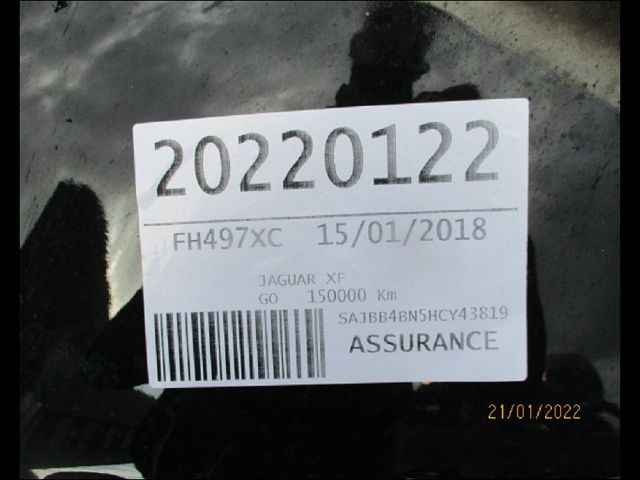 20220122
FH497XC 15/01/2018
JAGUAR XF
GO 150000 Km
SAJBB4BN5HCY43819
ASSURANCE
21/01/2022